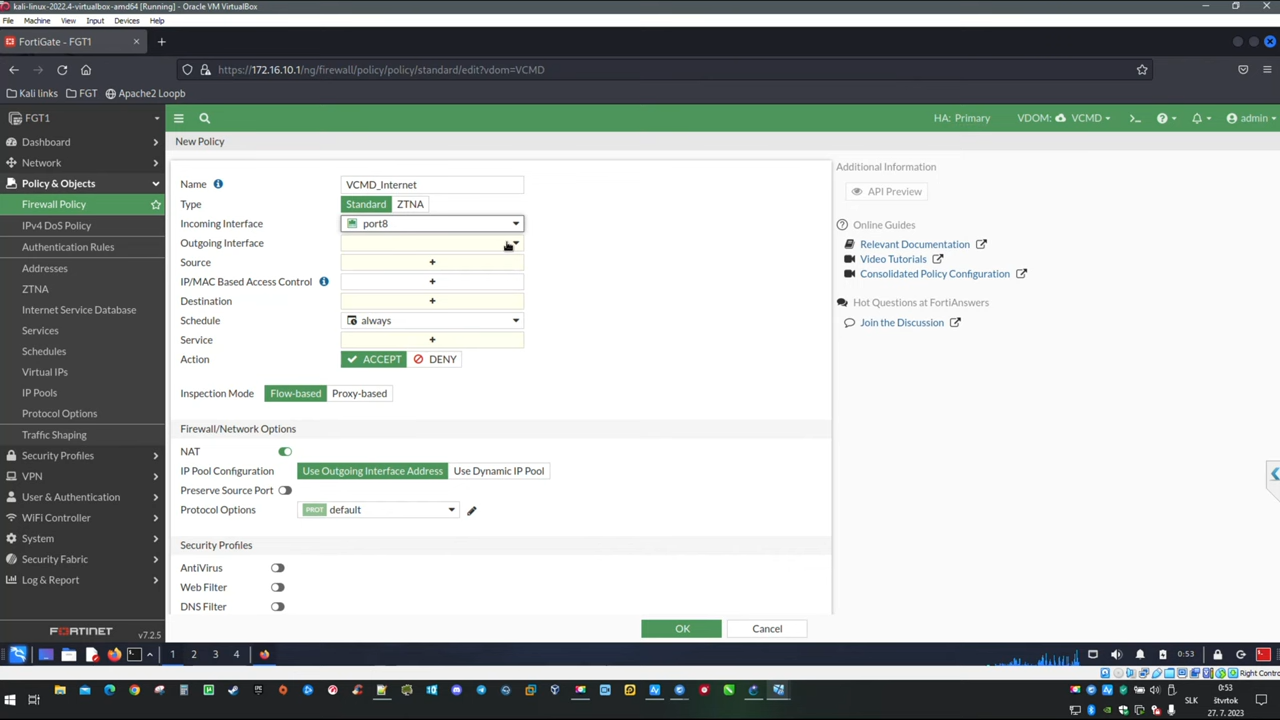 kali-linux-2022.4-virtualbox-amd64 [Running] - Oracle VM VirtualBox
File Machine View Input Devices Help
FortiGate - FGT1
https://172.16.10.1/ng/firewall/policy/policy/standard/edit?vdom=VCMD
Kali links FGT Apache2 Loopb
FGT1
HA: Primary VDOM: VCMD admin
Dashboard
Network
Policy & Objects
Firewall Policy
IPv4 DoS Policy
Authentication Rules
Addresses
ZTNA
Internet Service Database
Services
Schedules
Virtual IPs
IP Pools
Protocol Options
Traffic Shaping
Security Profiles
VPN
User & Authentication
WiFi Controller
System
Security Fabric
Log & Report
FORTINET v7.2.5
New Policy
Name VCMD_Internet
Type Standard ZTNA
Incoming Interface port8
Outgoing Interface
Source +
IP/MAC Based Access Control +
Destination +
Schedule always
Service +
Action ACCEPT DENY
Inspection Mode Flow-based Proxy-based
Firewall/Network Options
NAT
IP Pool Configuration Use Outgoing Interface Address Use Dynamic IP Pool
Preserve Source Port
Protocol Options PROT default
Security Profiles
AntiVirus
Web Filter
DNS Filter
OK Cancel
Additional Information
API Preview
Online Guides
Relevant Documentation
Video Tutorials
Consolidated Policy Configuration
Hot Questions at FortiAnswers
Join the Discussion
1 2 3 4 0:53
Right Control
0:53
SLK štvrtok
27. 7. 2023